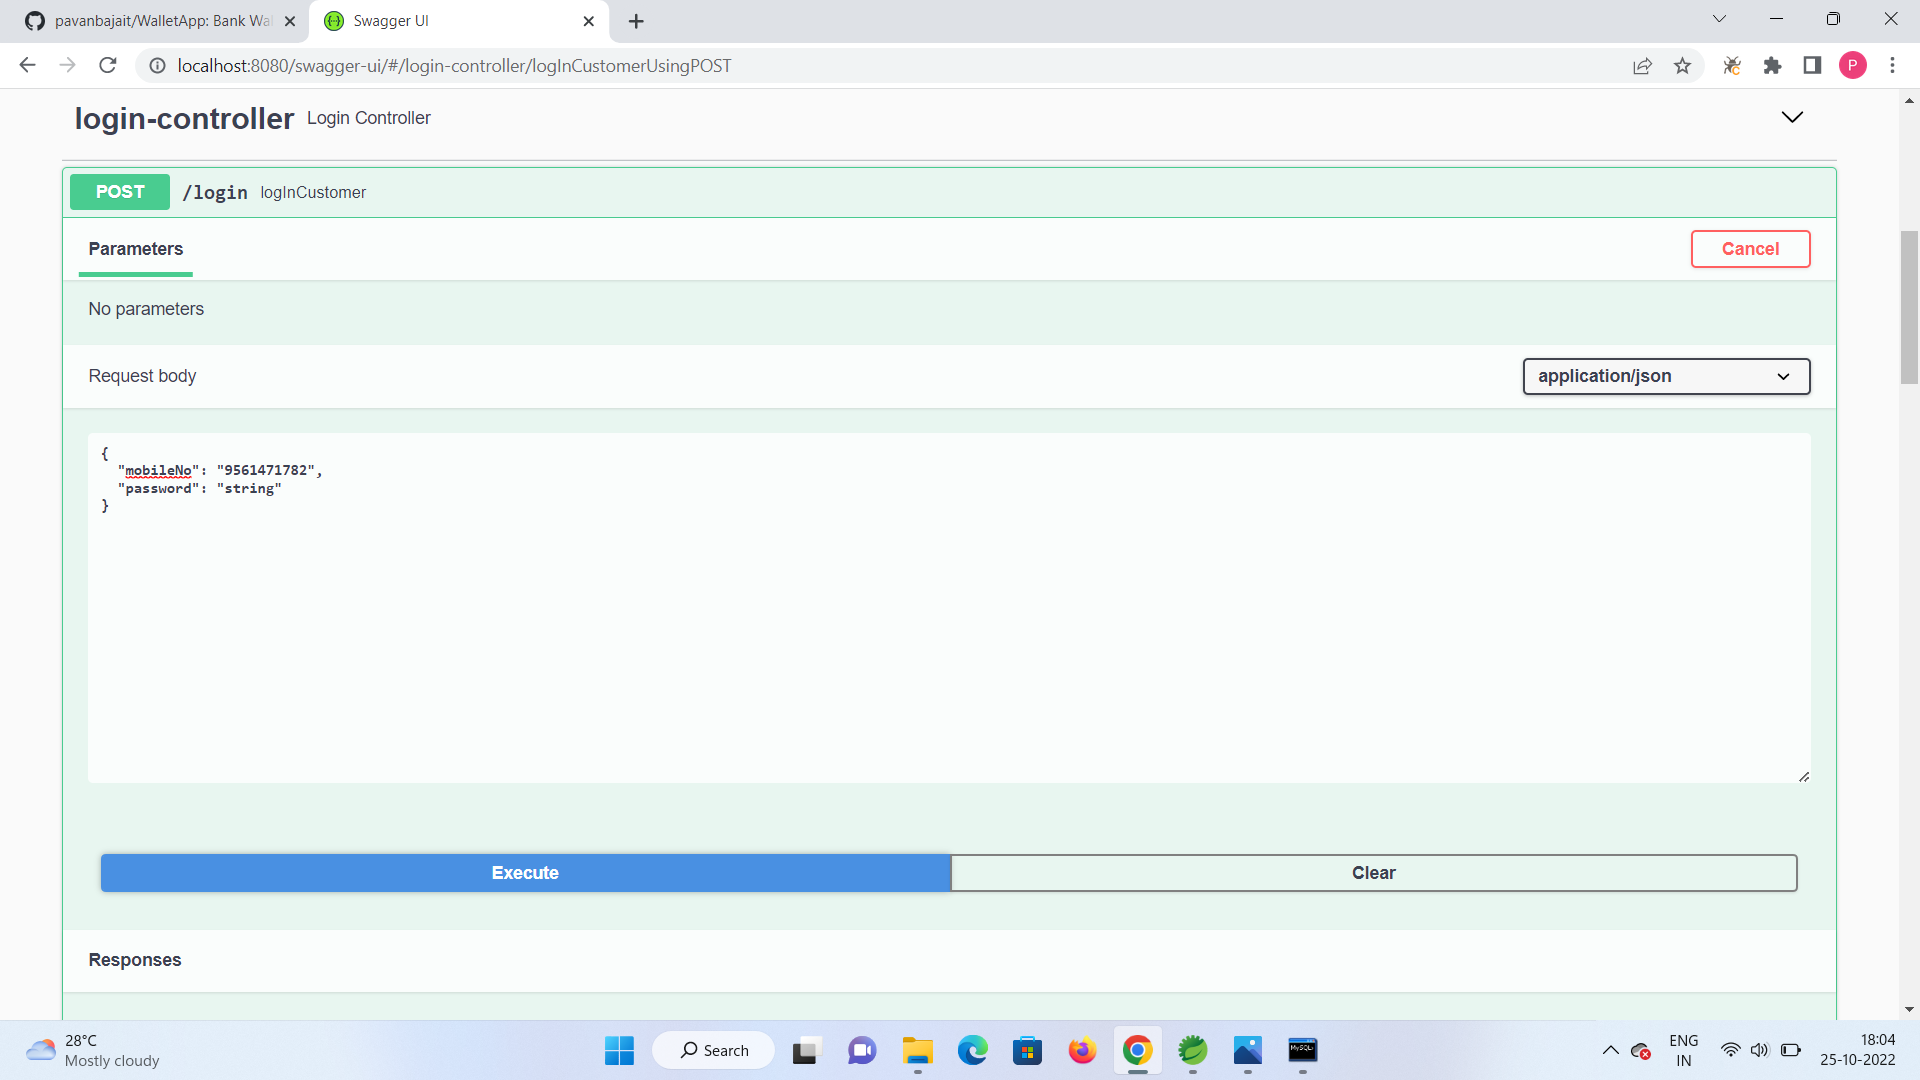 pavanbajait/WalletApp: Bank Wa
Swagger UI
localhost:8080/swagger-ui/#/login-controller/logInCustomerUsingPOST
P
login-controller Login Controller
POST /login logInCustomer
Parameters
Cancel
No parameters
Request body
application/json
{
"mobileNo": "9561471782",
"password": "string"
}
Execute
Clear
Responses
28°C
Mostly cloudy
Search
MySQL
ENG
IN
18:04
25-10-2022